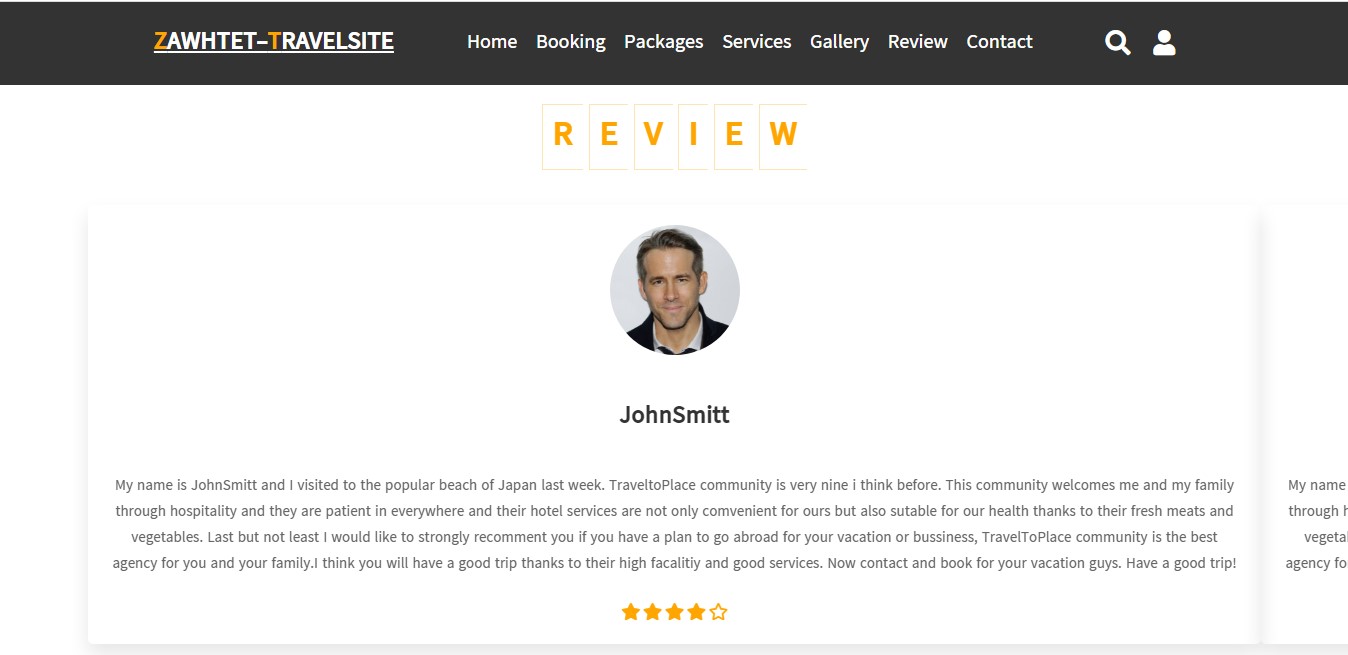 ZAWHTET-TRAVELSITE Home Booking Packages Services Gallery Review Contact
REVIEW
JohnSmitt
My name is JohnSmitt and I visited to the popular beach of Japan last week. TraveltoPlace community is very nine i think before. This community welcomes me and my family
through hospitality and they are patient in everywhere and their hotel services are not only comvenient for ours but also sutable for our health thanks to their fresh meats and
vegetables. Last but not least I would like to strongly recomment you if you have a plan to go abroad for your vacation or bussiness, TravelToPlace community is the best
agency for you and your family.I think you will have a good trip thanks to their high facalitiy and good services. Now contact and book for your vacation guys. Have a good trip!
My name
through
agency